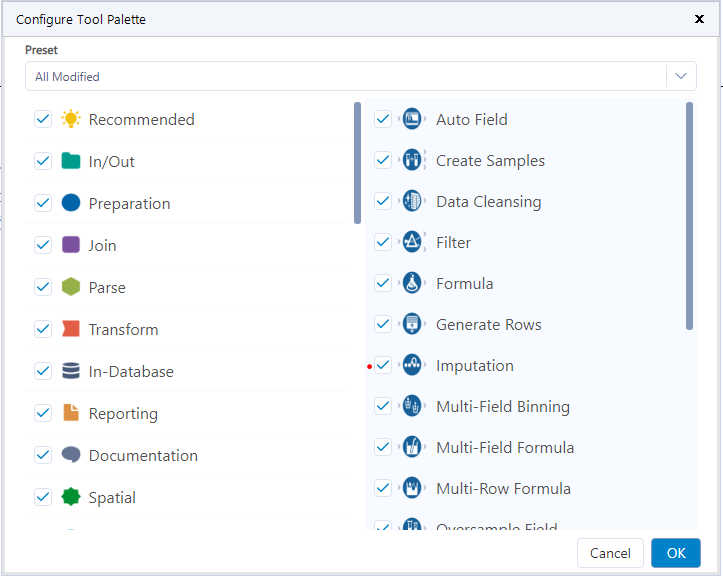 Configure Tool Palette
x
Preset
All Modified
Recommended
In/Out
Preparation
Join
Parse
Transform
In-Database
Reporting
Documentation
Spatial
Auto Field
Create Samples
Data Cleansing
Filter
Formula
Generate Rows
Imputation
Multi-Field Binning
Multi-Field Formula
Multi-Row Formula
Oversample Field
Cancel
OK